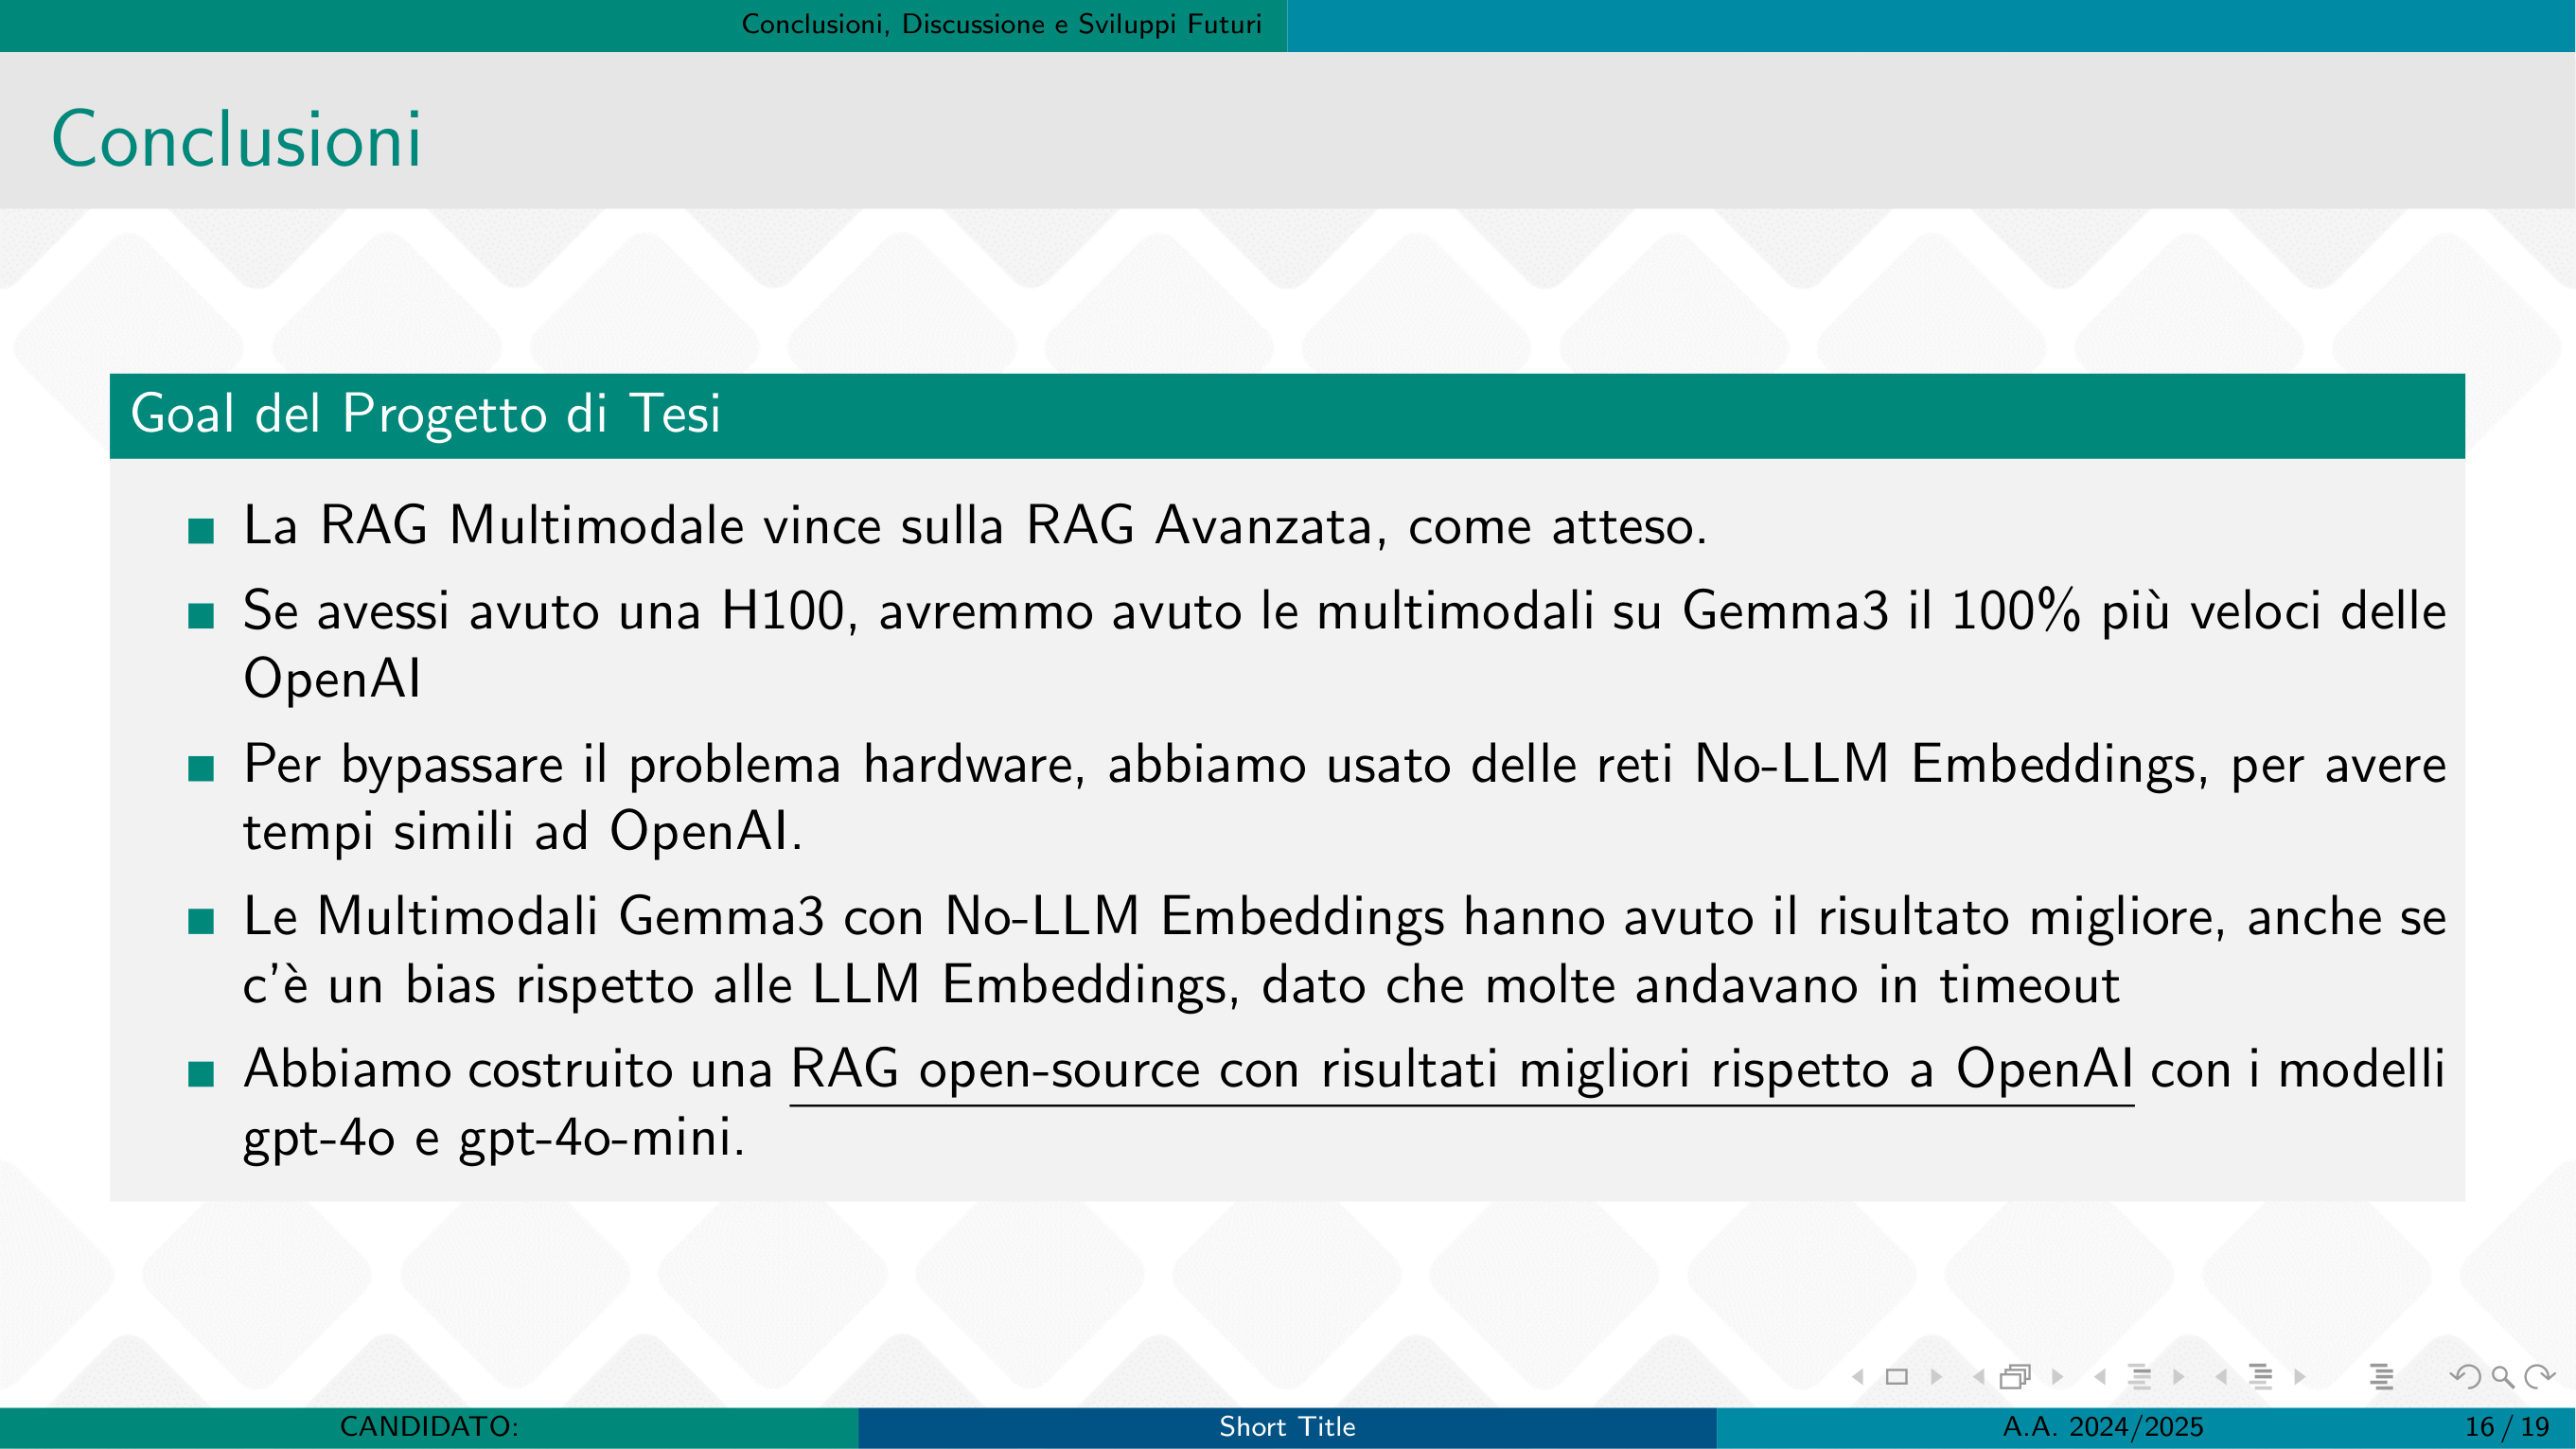 Conclusioni, Discussione e Sviluppi Futuri
Conclusioni
Goal del Progetto di Tesi
La RAG Multimodale vince sulla RAG Avanzata, come atteso.
Se avessi avuto una H100, avremmo avuto le multimodali su Gemma3 il 100% più veloci delle
OpenAI
Per bypassare il problema hardware, abbiamo usato delle reti No-LLM Embeddings, per avere
tempi simili ad OpenAI.
Le Multimodali Gemma3 con No-LLM Embeddings hanno avuto il risultato migliore, anche se
c'è un bias rispetto alle LLM Embeddings, dato che molte andavano in timeout
Abbiamo costruito una RAG open-source con risultati migliori rispetto a OpenAI con i modelli
gpt-4o e gpt-4o-mini.
CANDIDATO:
Short Title
A.A. 2024/2025
16 / 19